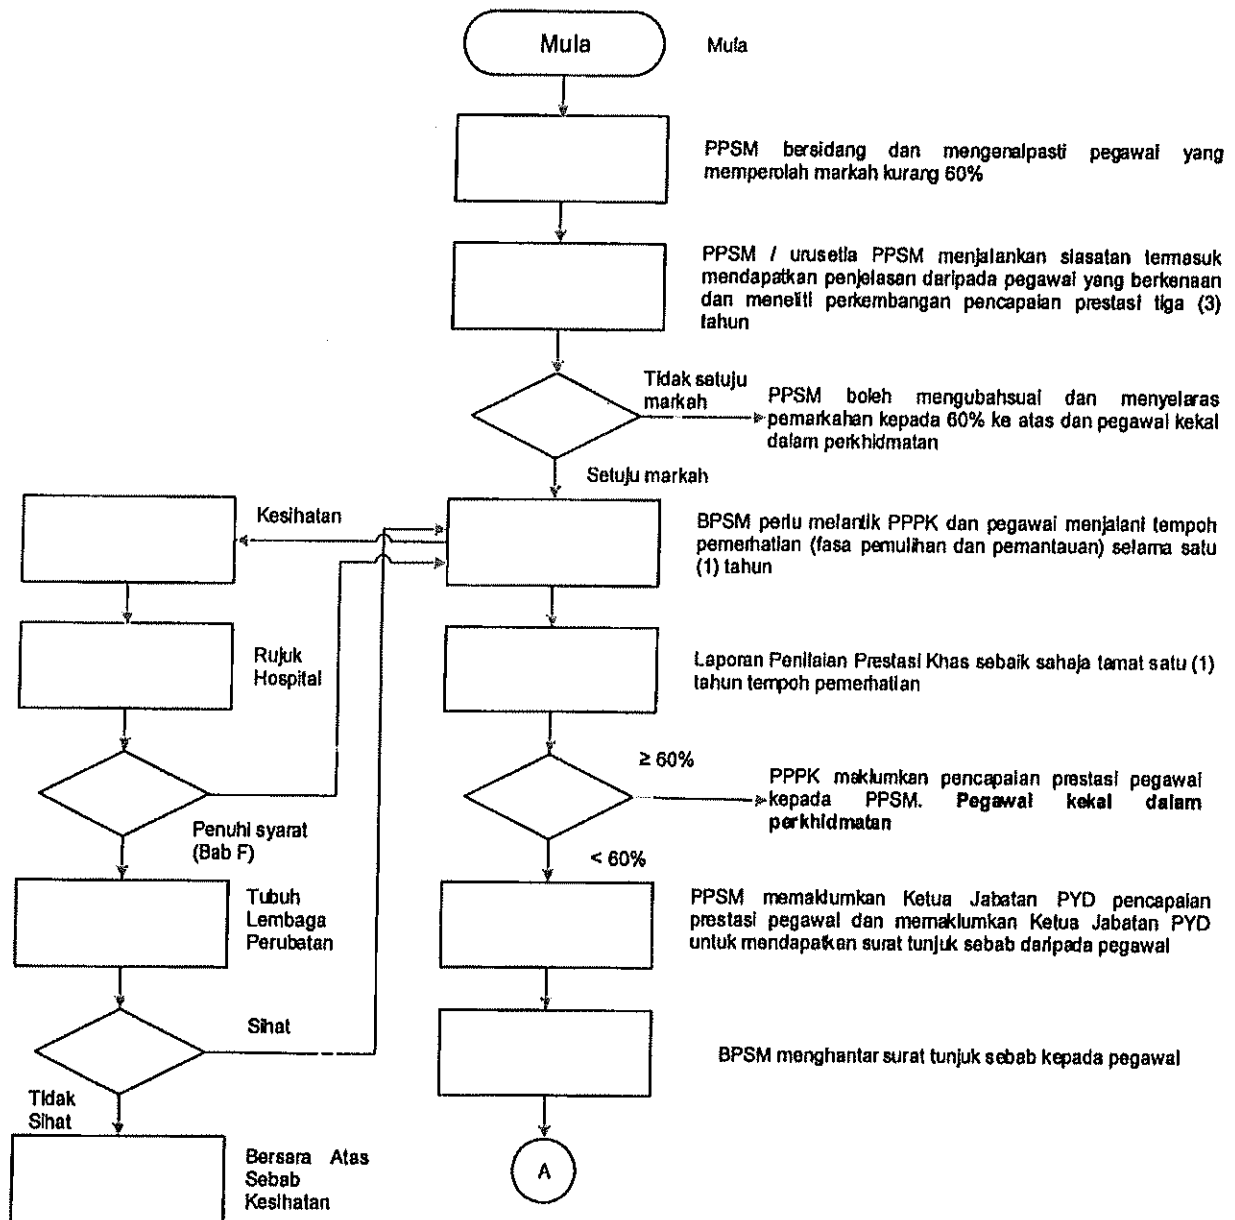 Mula
Mula
PPSM bersidang dan mengenalpasti pegawai yang
memperolah markah kurang 60%
PPSM / urusetia PPSM menjalankan siasatan termasuk
mendapatkan penjelasan daripada pegawai yang berkenaan
dan meneliti perkembangan pencapaian prestasi tiga (3)
tahun
Tidak setuju
markah
PPSM boleh mengubahsuai dan menyelaras
pemarkahan kepada 60% ke atas dan pegawai kekal
dalam perkhidmatan
Setuju markah
Kesihatan
BPSM perlu melantik PPPK dan pegawai menjalani tempoh
pemerhatian (fasa pemulihan dan pemantauan) selama satu
(1) tahun
Rujuk
Hospital
Laporan Penilaian Prestasi Khas sebaik sahaja tamat satu (1)
tahun tempoh pemerhatian
≥ 60%
PPPK maklumkan pencapaian prestasi pegawai
kepada PPSM. Pegawai kekal dalam
perkhidmatan
Penuhi syarat
(Bab F)
< 60%
Tubuh
Lembaga
Perubatan
PPSM memaklumkan Ketua Jabatan PYD pencapaian
prestasi pegawai dan memaklumkan Ketua Jabatan PYD
untuk mendapatkan surat tunjuk sebab daripada pegawai
Sihat
BPSM menghantar surat tunjuk sebab kepada pegawai
Tidak
Sihat
Bersara Atas
Sebab
Kesihatan
A